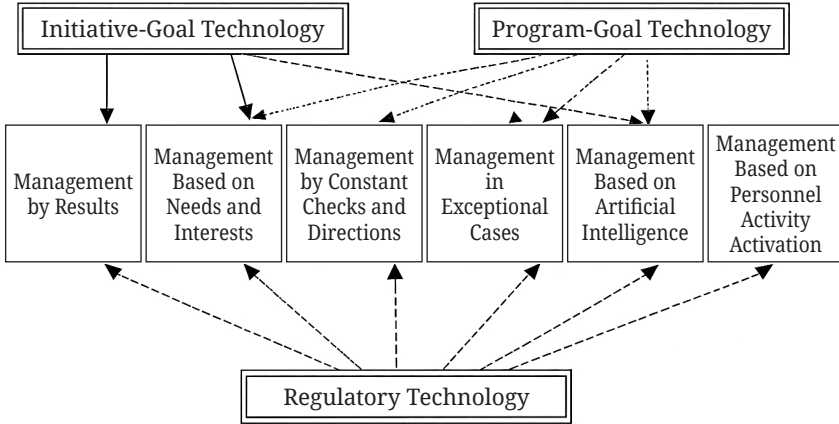 Initiative-Goal Technology
Program-Goal Technology
Management
by Results
Management
Based on
Needs and
Interests
Management
by Constant
Checks and
Directions
Management
in
Exceptional
Cases
Management
Based on
Artificial
Intelligence
Management
Based on
Personnel
Activity
Activation
Regulatory Technology